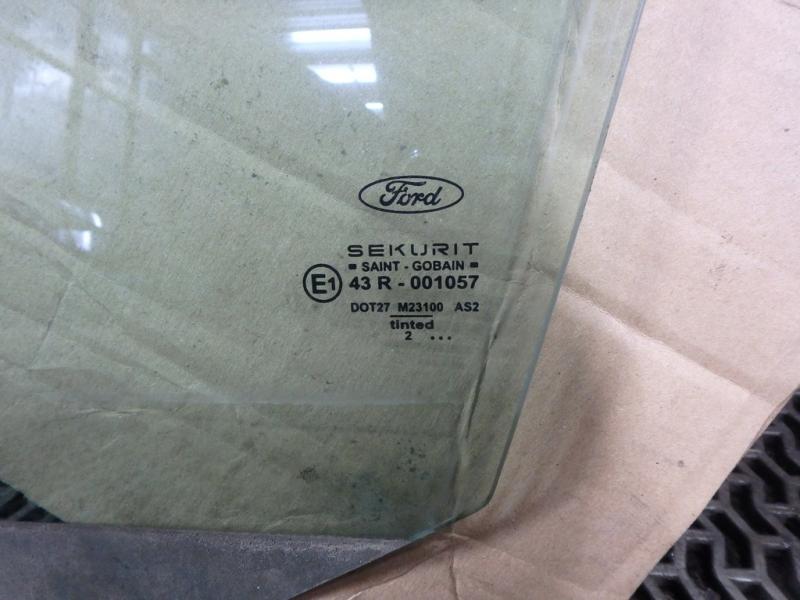 Ford
SEKURIT
SAINT - GOBAIN
E1 43 R - 001057
DOT27 M23100 AS2
tinted
2 ...